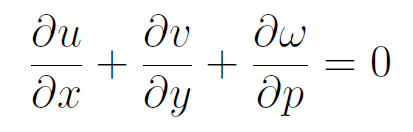 ∂u/∂x + ∂v/∂y + ∂ω/∂p = 0